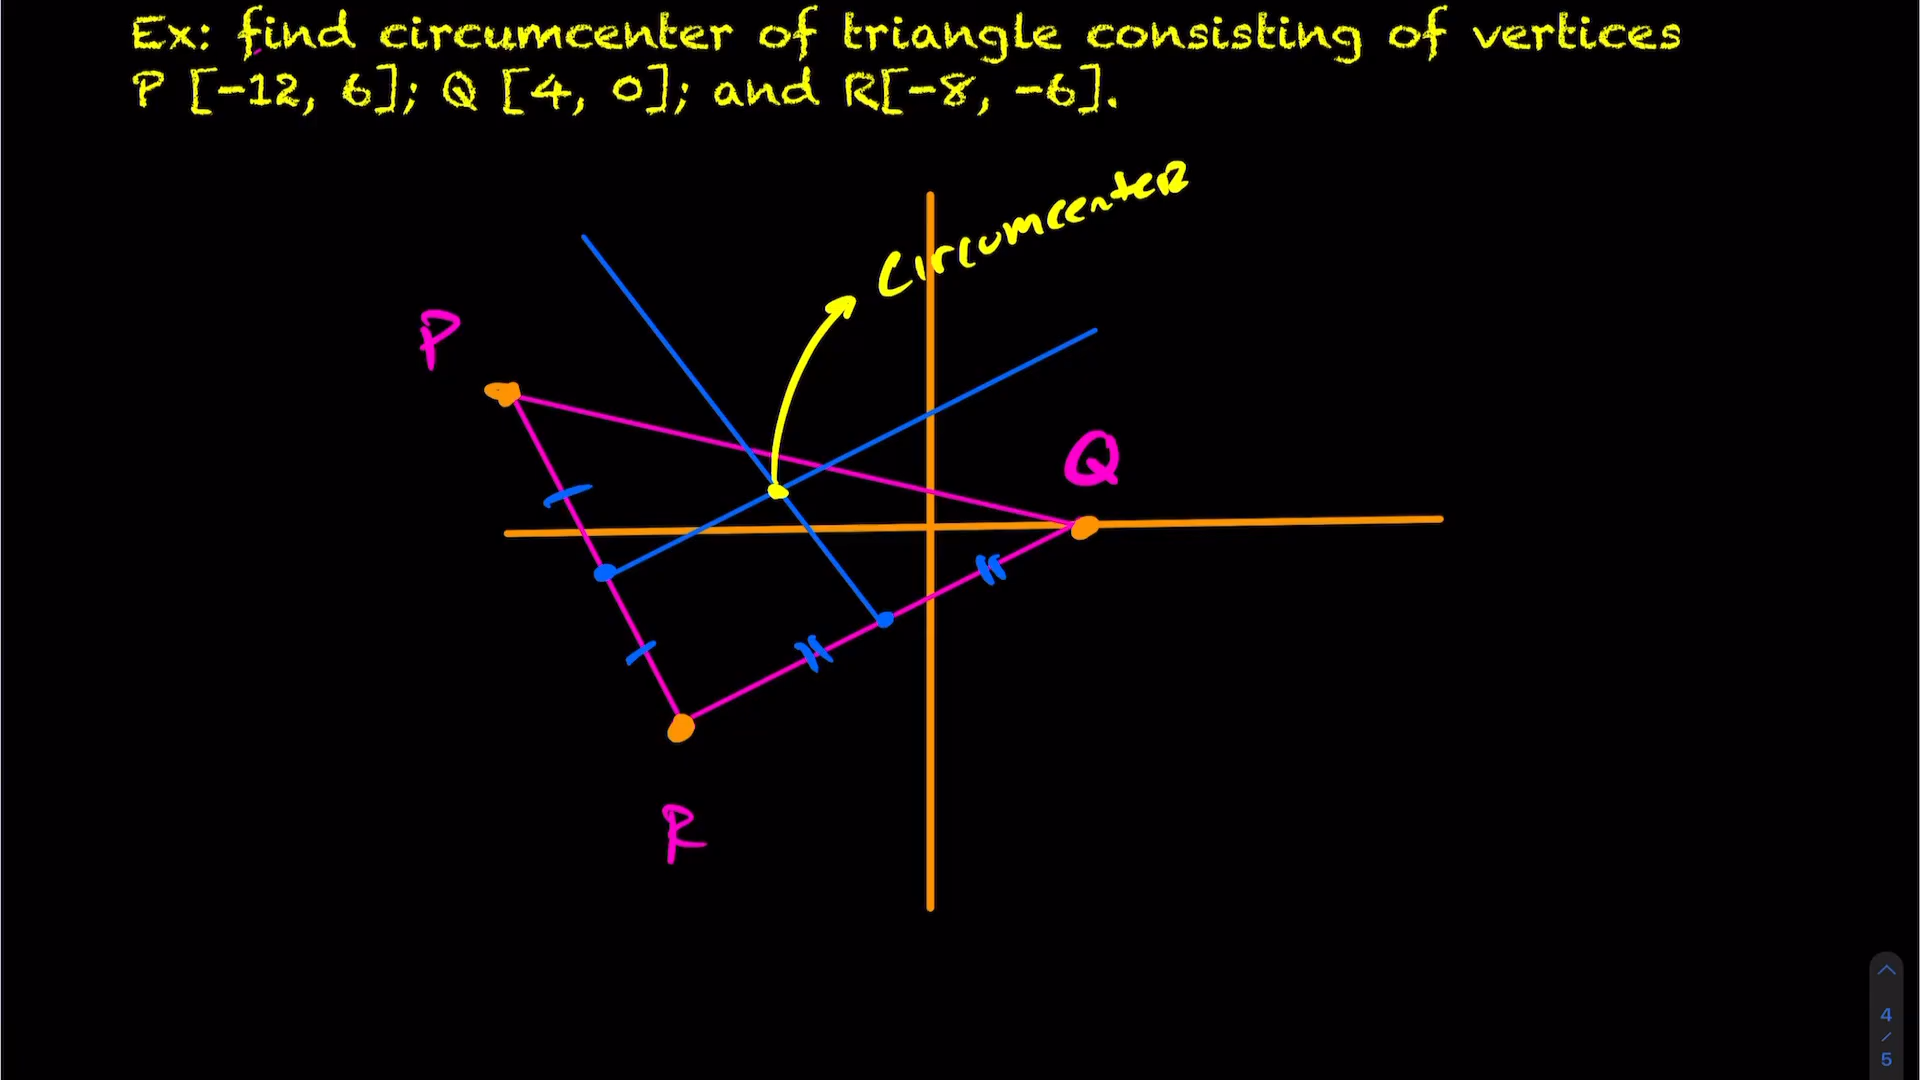 Ex: find circumcenter of triangle consisting of vertices
P [-12, 6]; Q [4, 0]; and R[-8, -6].
Circumcenter
P
Q
R
4
/
5